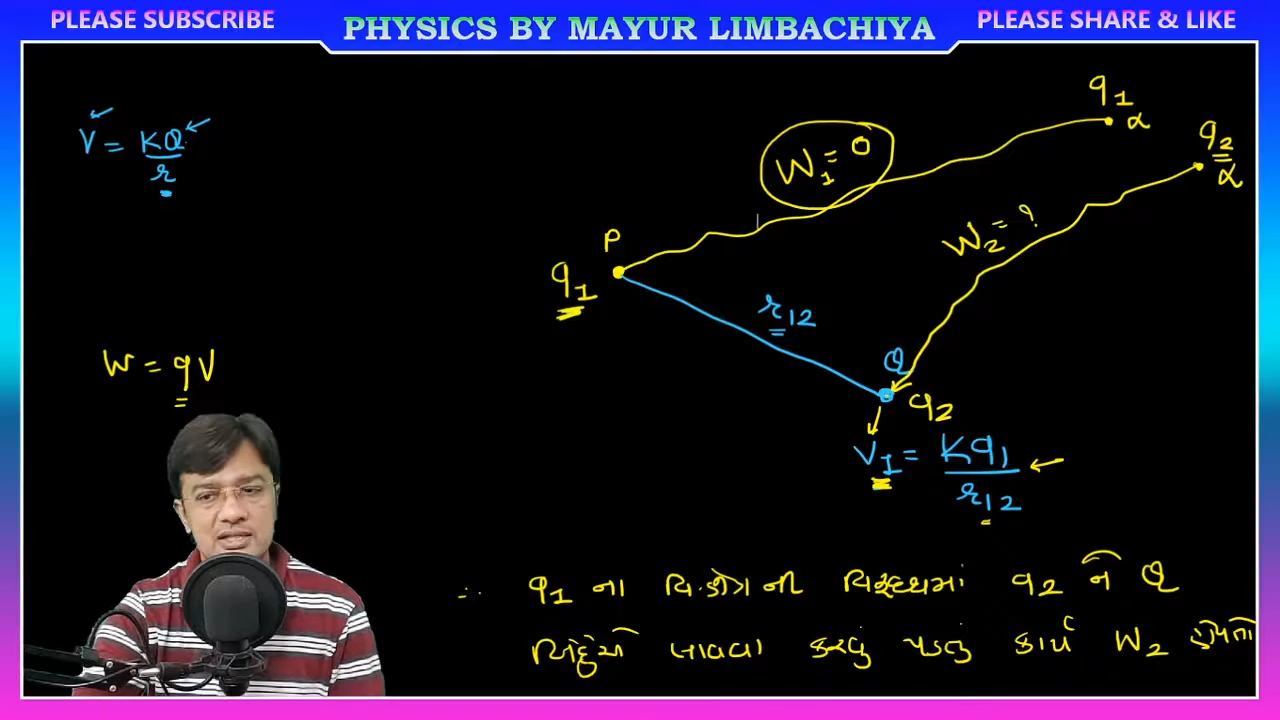 PLEASE SUBSCRIBE
PHYSICS BY MAYUR LIMBACHIYA
PLEASE SHARE & LIKE
V = KQ / r
q1
α
q2
α
W1 = 0
W2 = ?
P
q1
r12
Q
q2
W = qV
V1 = Kq1 / r12
∴ q1 ના વિ.ક્ષેત્રની વિરુદ્ધમાં q2 ને Q
બિંદુએ લાવવા કરવું પડતું કાર્ય W2 હોયતો